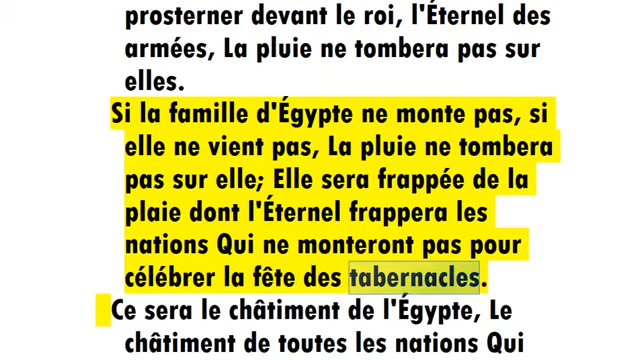 prosterner devant le roi, l'Éternel des
armées, La pluie ne tombera pas sur
elles.
Si la famille d'Égypte ne monte pas, si
elle ne vient pas, La pluie ne tombera
pas sur elle; Elle sera frappée de la
plaie dont l'Éternel frappera les
nations Qui ne monteront pas pour
célébrer la fête des tabernacles.
Ce sera le châtiment de l'Égypte, Le
châtiment de toutes les nations Qui